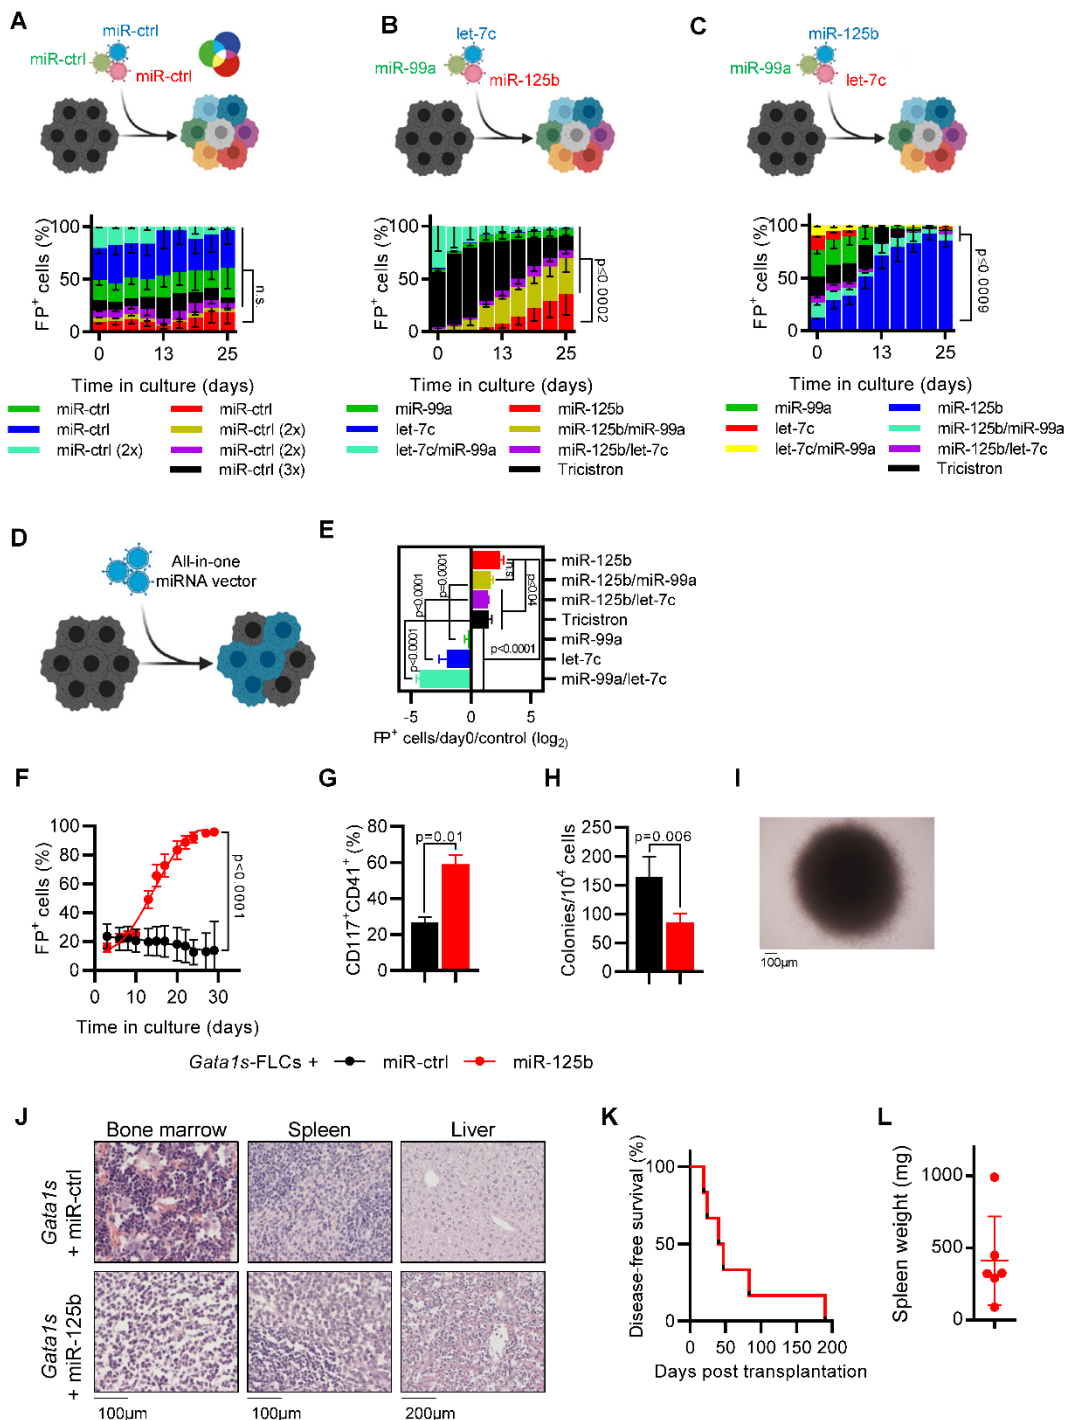 A
miR-ctrl
miR-ctrl
miR-ctrl
FP+ cells (%)
100
50
0
0
13
25
n.s.
Time in culture (days)
miR-ctrl
miR-ctrl
miR-ctrl
miR-ctrl (2x)
miR-ctrl (2x)
miR-ctrl (2x)
miR-ctrl (3x)
B
let-7c
miR-99a
miR-125b
FP+ cells (%)
100
50
0
0
13
25
p≤0.0002
Time in culture (days)
miR-99a
miR-125b
let-7c
miR-125b/miR-99a
let-7c/miR-99a
miR-125b/let-7c
Tricistron
C
miR-125b
miR-99a
let-7c
FP+ cells (%)
100
50
0
0
13
25
p≤0.0009
Time in culture (days)
miR-99a
miR-125b
let-7c
miR-125b/miR-99a
let-7c/miR-99a
miR-125b/let-7c
Tricistron
D
All-in-one
miRNA vector
E
miR-125b
miR-125b/miR-99a
miR-125b/let-7c
Tricistron
miR-99a
let-7c
miR-99a/let-7c
p=0.0001
p<0.0001
p<0.0001
n.s.
p≤0.04
p<0.0001
-5
0
5
FP+ cells/day0/control (log2)
F
FP+ cells (%)
100
80
60
40
20
0
0
10
20
30
p<0.0001
Time in culture (days)
G
CD117+CD41+ (%)
80
60
40
20
0
p=0.01
H
Colonies/10⁴ cells
250
200
150
100
50
0
p=0.006
I
100µm
Gata1s-FLCs +
miR-ctrl
miR-125b
J
Bone marrow
Spleen
Liver
Gata1s
+ miR-ctrl
Gata1s
+ miR-125b
100µm
100µm
200µm
K
Disease-free survival (%)
100
50
0
0
50
100
150
200
Days post transplantation
L
Spleen weight (mg)
1000
500
0